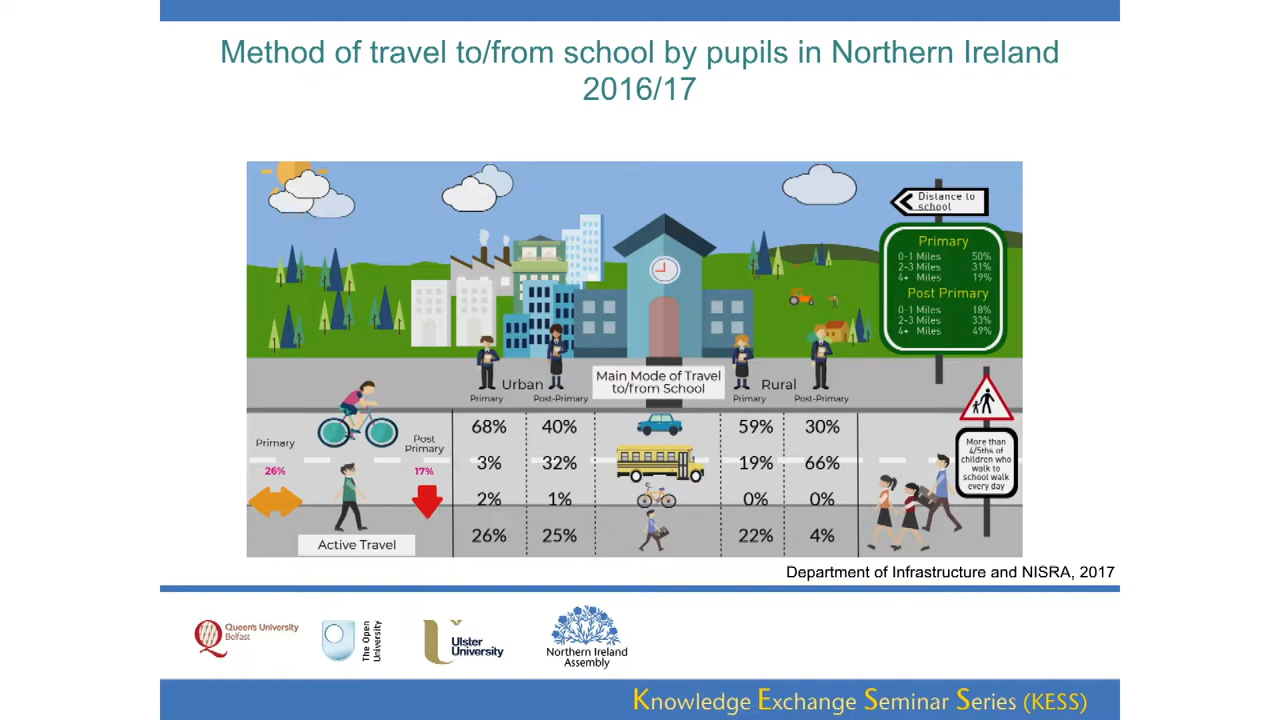 Method of travel to/from school by pupils in Northern Ireland
2016/17
Distance to
school
Primary
0-1 Miles 50%
2-3 Miles 31%
4+ Miles 19%
Post Primary
0-1 Miles 18%
2-3 Miles 33%
4+ Miles 49%
Urban
Primary
Post-Primary
Main Mode of Travel
to/from School
Rural
Primary
Post-Primary
68% 40% 59% 30%
3% 32% 19% 66%
2% 1% 0% 0%
26% 25% 22% 4%
Primary
26%
Post
Primary
17%
Active Travel
More than
4/5ths of
children who
walk to
school walk
every day
Department of Infrastructure and NISRA, 2017
Queen's University
Belfast
The Open
University
Ulster
University
Northern Ireland
Assembly
Knowledge Exchange Seminar Series (KESS)